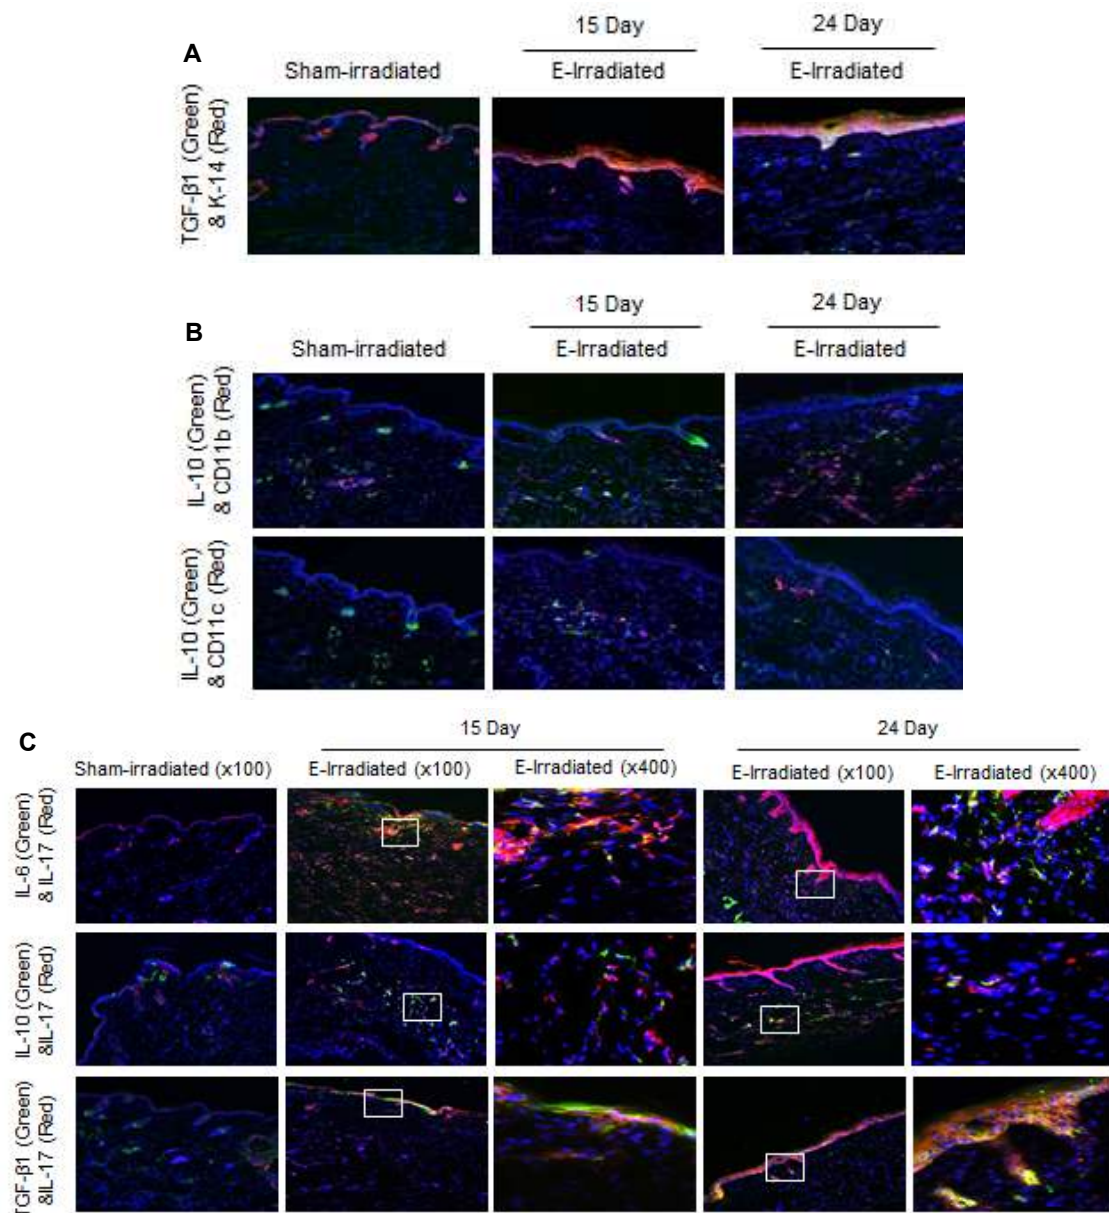 A
15 Day
24 Day
Sham-irradiated
E-Irradiated
E-Irradiated
TGF-β1 (Green)
& K-14 (Red)
B
15 Day
24 Day
Sham-irradiated
E-Irradiated
E-Irradiated
IL-10 (Green)
& CD11b (Red)
IL-10 (Green)
& CD11c (Red)
C
15 Day
24 Day
Sham-irradiated (x100)
E-Irradiated (x100)
E-Irradiated (x400)
E-Irradiated (x100)
E-Irradiated (x400)
IL-6 (Green)
& IL-17 (Red)
IL-10 (Green)
&IL-17 (Red)
TGF-β1 (Green)
&IL-17 (Red)